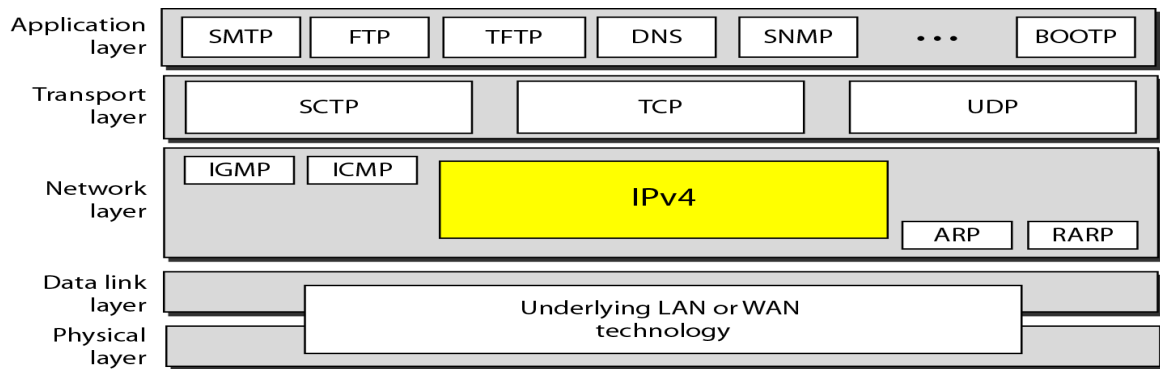 Application
layer
SMTP FTP TFTP DNS SNMP ... BOOTP
Transport
layer
SCTP TCP UDP
Network
layer
IGMP ICMP
IPv4
ARP RARP
Data link
layer
Underlying LAN or WAN
technology
Physical
layer